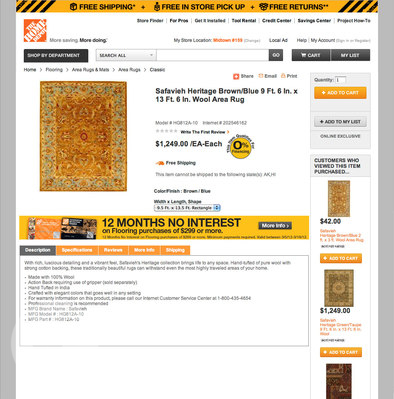 FREE SHIPPING* + FREE IN STORE PICK UP + FREE RETURNS**
Store Finder | For Pros | Get It Installed | Tool Rental | Credit Center | Savings Center | Project How-To
More saving. More doing.
My Store Location: Midtown #155 (Change) Local Ad | Hello, My Account (Sign in or Register)
SHOP BY DEPARTMENT
SEARCH ALL
GO
CART
MY LIST
Home > Flooring > Area Rugs & Mats > Area Rugs > Classic
Share Email Print
Safavieh Heritage Brown/Blue 9 Ft. 6 In. x
13 Ft. 6 In. Wool Area Rug
Model # HG812A-10 Internet #
Write The First Review
$1,249.00 /EA-Each
0%
Free Shipping
This item cannot be shipped to the following state(s): AK,HI
Color/Finish : Brown / Blue
Width x Length, Shape
9.5 ft. x 13.5 Ft. Rectangle
Quantity: 1
ADD TO CART
ADD TO MY LIST
ONLINE EXCLUSIVE
12 MONTHS NO INTEREST
on Flooring purchases of $299 or more.
More Info
Description Specifications Reviews More Info Shipping
With rich, luscious detailing and a vibrant feel, Safavieh's Heritage collection brings life to any space. Hand-tufted of pure wool with
strong cotton backing, these traditionally beautiful rugs can withstand even the most highly traveled areas of your home.
- Made with 100% Wool
- Action Back requiring use of gripper (sold separately)
- Hand Tufted in India
- Crafted with elegant colors that goes well in any setting.
- For warranty information on this product, please call our Internet Customer Service Center at 1-800-435-4654
- Professional cleaning is recommended
- MFG Brand Name : Safavieh
- MFG Model # : HG812A-10
- MFG Part # : HG812A-10
CUSTOMERS WHO
VIEWED THIS ITEM
PURCHASED...
$42.00
Safavieh
Heritage Brown/Blue 2
ft. x 3 ft. Wool Area Rug
ADD TO CART
$1,249.00
Safavieh
Heritage Green/Taupe
9 Ft. 6 In. x 13 Ft. 6 In.
Wool
ADD TO CART